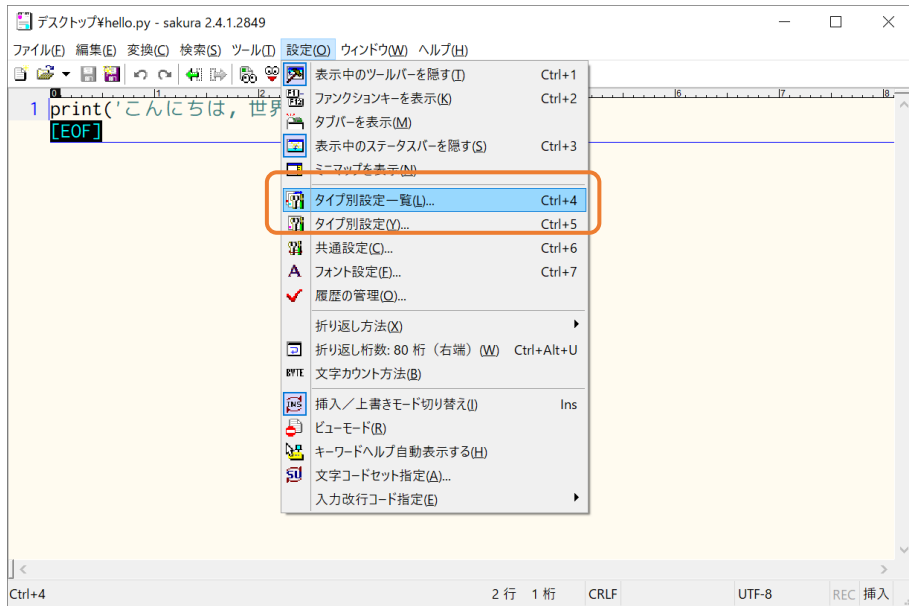 デスクトップ¥hello.py - sakura 2.4.1.2849
ファイル(F) 編集(E) 変換(C) 検索(S) ツール(T) 設定(O) ウィンドウ(W) ヘルプ(H)
表示中のツールバーを隠す(T) Ctrl+1
ファンクションキーを表示(K) Ctrl+2
タブバーを表示(M)
表示中のステータスバーを隠す(S) Ctrl+3
ミニマップを表示(N)
タイプ別設定一覧(L)... Ctrl+4
タイプ別設定(Y)... Ctrl+5
共通設定(C)... Ctrl+6
フォント設定(F)... Ctrl+7
履歴の管理(O)...
折り返し方法(X)
折り返し桁数: 80 桁（右端）(W) Ctrl+Alt+U
文字カウント方法(B)
挿入／上書きモード切り替え(I) Ins
ビューモード(R)
キーワードヘルプ自動表示する(H)
文字コードセット指定(A)...
入力改行コード指定(E)
0 1 2 6 7 8
1 print('こんにちは, 世界
[EOF]
Ctrl+4 2 行 1 桁 CRLF UTF-8 REC 挿入